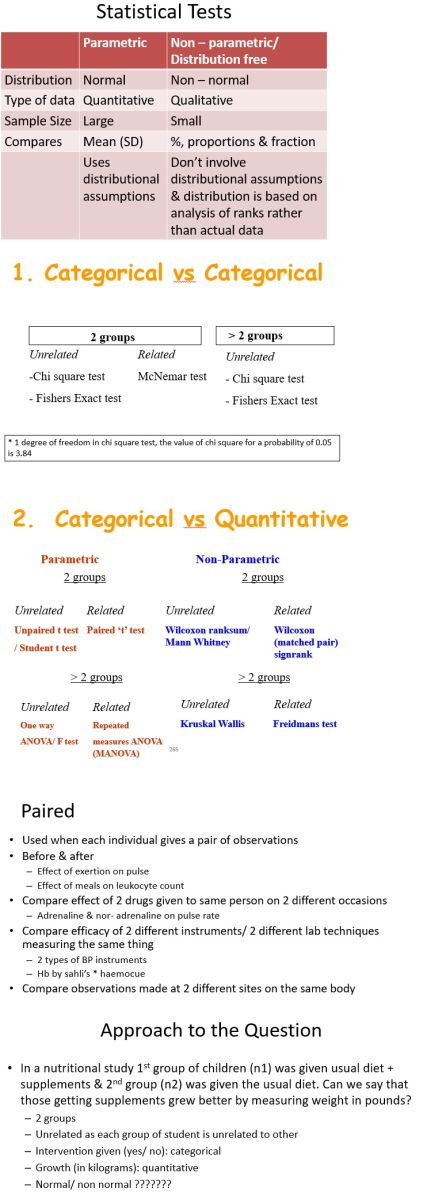 Statistical Tests
Parametric Non – parametric/
Distribution free
Distribution Normal Non – normal
Type of data Quantitative Qualitative
Sample Size Large Small
Compares Mean (SD) %, proportions & fraction
Uses distributional assumptions
Don't involve
distributional assumptions
& distribution is based on
analysis of ranks rather
than actual data
1. Categorical vs Categorical
2 groups
Unrelated Related
-Chi square test McNemar test
- Fishers Exact test
> 2 groups
Unrelated
- Chi square test
- Fishers Exact test
* 1 degree of freedom in chi square test, the value of chi square for a probability of 0.05
is 3.84
2. Categorical vs Quantitative
Parametric
2 groups
Unrelated Related
Unpaired t test Paired 't' test
/ Student t test
Non-Parametric
2 groups
Unrelated Related
Wilcoxon ranksum/
Mann Whitney
Wilcoxon
(matched pair)
signrank
> 2 groups
Unrelated Related
One way
ANOVA/ F test
Repeated
measures ANOVA
(MANOVA)
> 2 groups
Unrelated Related
Kruskal Wallis Freidmans test
265
Paired
• Used when each individual gives a pair of observations
• Before & after
– Effect of exertion on pulse
– Effect of meals on leukocyte count
• Compare effect of 2 drugs given to same person on 2 different occasions
– Adrenaline & nor- adrenaline on pulse rate
• Compare efficacy of 2 different instruments/ 2 different lab techniques
measuring the same thing
– 2 types of BP instruments
– Hb by sahli's * haemocue
• Compare observations made at 2 different sites on the same body
Approach to the Question
• In a nutritional study 1st group of children (n1) was given usual diet +
supplements & 2nd group (n2) was given the usual diet. Can we say that
those getting supplements grew better by measuring weight in pounds?
– 2 groups
– Unrelated as each group of student is unrelated to other
– Intervention given (yes/ no): categorical
– Growth (in kilograms): quantitative
– Normal/ non normal ???????